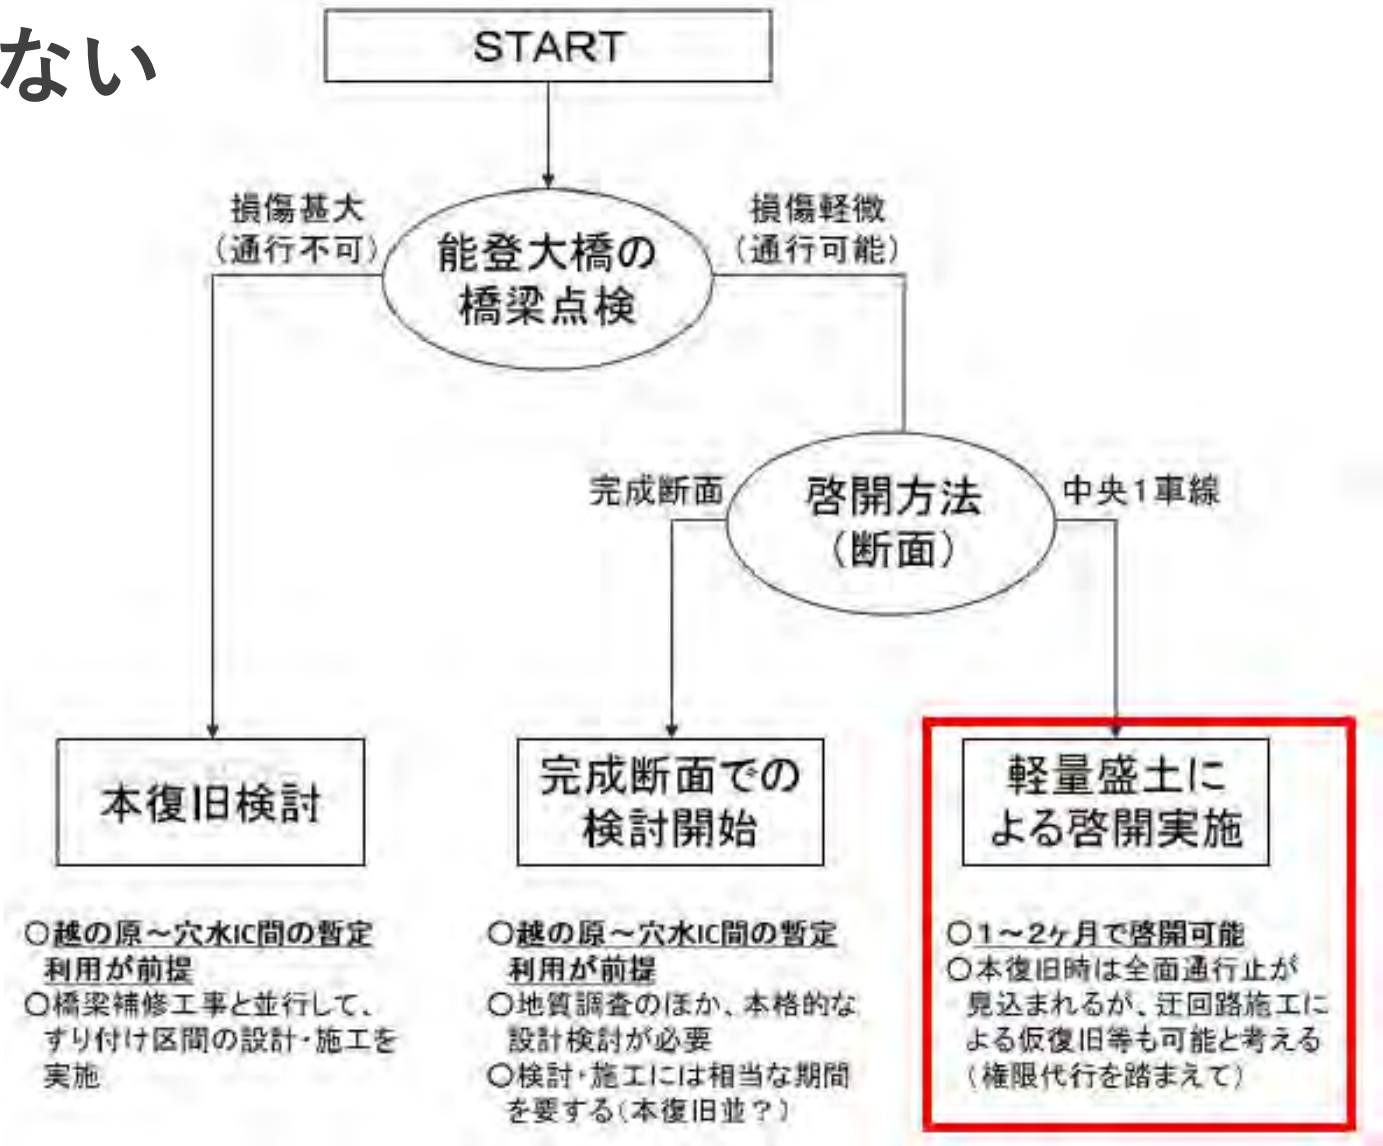 ない
START
損傷甚大
（通行不可）
能登大橋の
橋梁点検
損傷軽微
（通行可能）
完成断面
啓開方法
（断面）
中央1車線
本復旧検討
完成断面での
検討開始
軽量盛土に
よる啓開実施
○越の原～穴水IC間の暫定
利用が前提
○橋梁補修工事と並行して、
すり付け区間の設計・施工を
実施
○越の原～穴水IC間の暫定
利用が前提
○地質調査のほか、本格的な
設計検討が必要
○検討・施工には相当な期間
を要する（本復旧並？）
○1～2ヶ月で啓開可能
○本復旧時は全面通行止が
見込まれるが、迂回路施工に
よる仮復旧等も可能と考える
（権限代行を踏まえて）